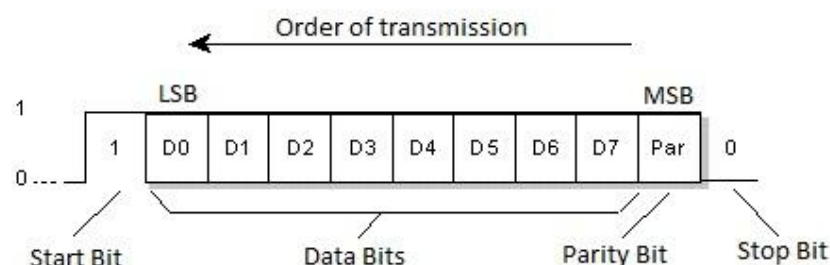 Order of transmission
LSB MSB
1
1 D0 D1 D2 D3 D4 D5 D6 D7 Par 0
0....
Start Bit Data Bits Parity Bit Stop Bit